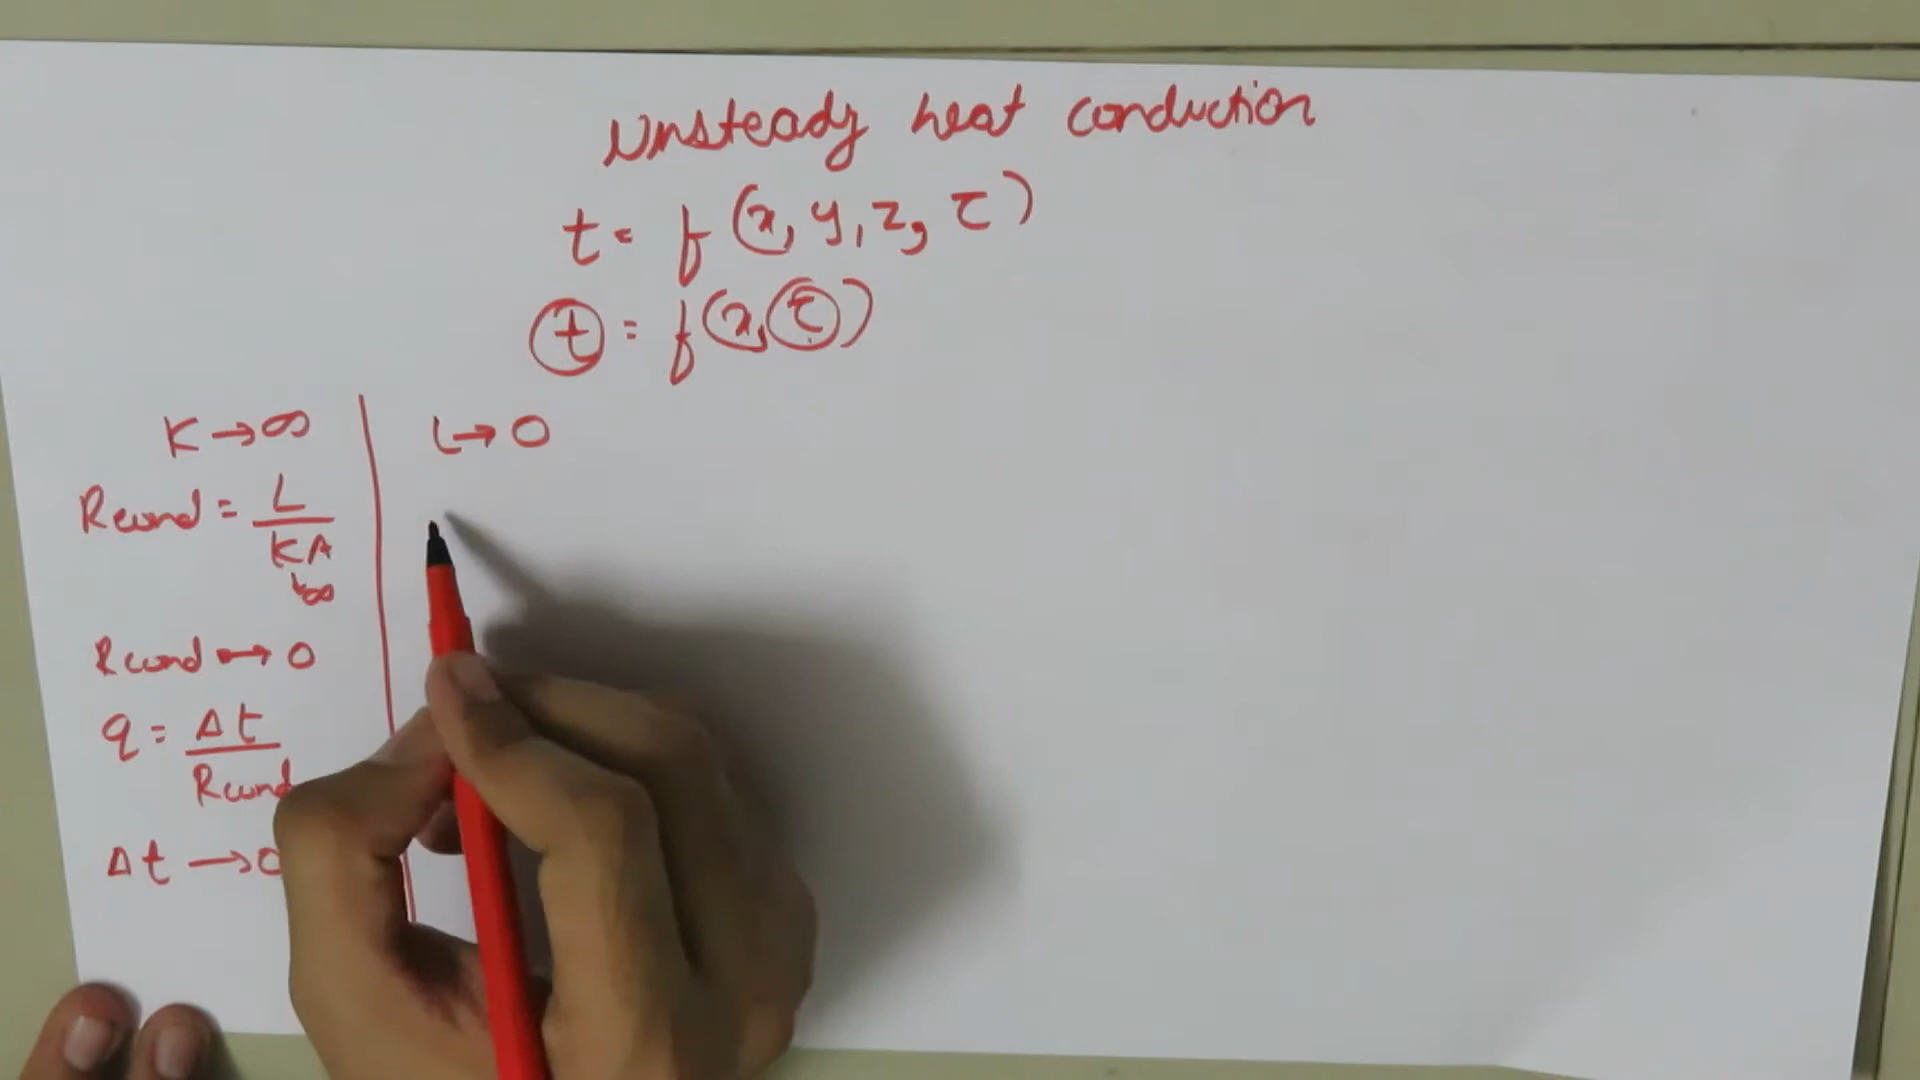 Unsteady heat conduction
t = f (x, y, z, τ)
t = f(x, τ)
K → ∞
Rcond = L / KA
↳∞
Rcond → 0
q = Δt / Rcond
Δt → 0
L → 0